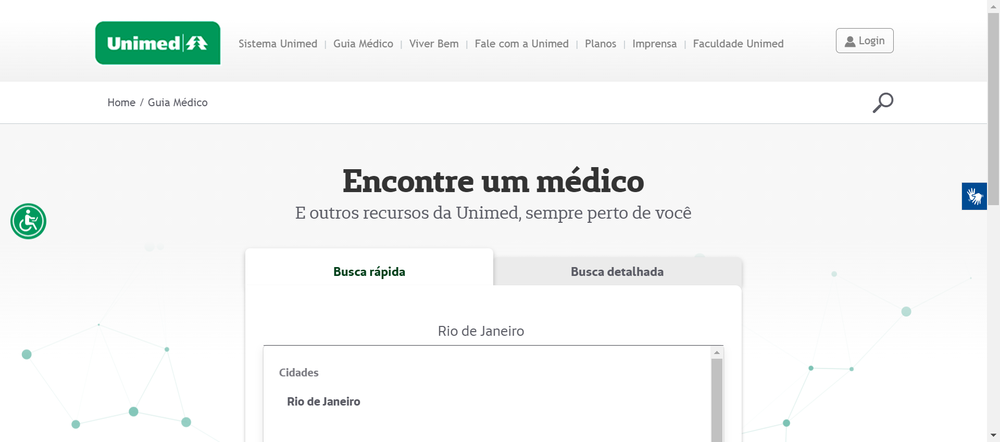 Unimed
Sistema Unimed | Guia Médico | Viver Bem | Fale com a Unimed | Planos | Imprensa | Faculdade Unimed
Login
Home / Guia Médico
Encontre um médico
E outros recursos da Unimed, sempre perto de você
Busca rápida
Busca detalhada
Rio de Janeiro
Cidades
Rio de Janeiro